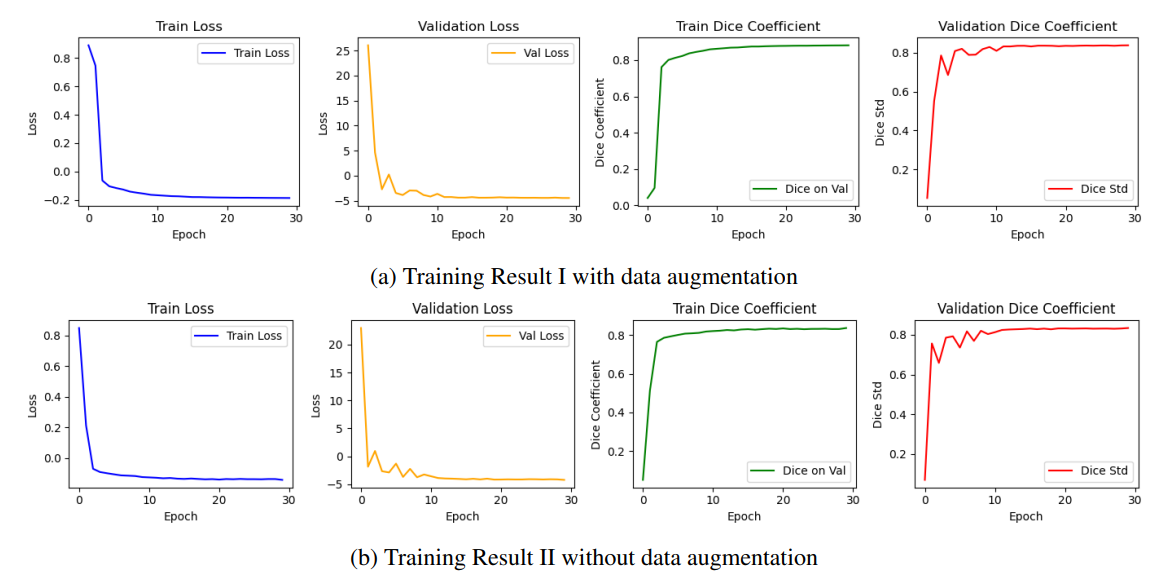 Train Loss
Validation Loss
Train Dice Coefficient
Validation Dice Coefficient
0.8
0.6
0.4
0.2
0.0
−0.2
Loss
Train Loss
0
10
20
30
Epoch
25
20
15
10
5
0
−5
Loss
Val Loss
0
10
20
30
Epoch
0.8
0.6
0.4
0.2
0.0
Dice Coefficient
Dice on Val
0
10
20
30
Epoch
0.8
0.6
0.4
0.2
Dice Std
Dice Std
0
10
20
30
Epoch
(a) Training Result I with data augmentation
Train Loss
Validation Loss
Train Dice Coefficient
Validation Dice Coefficient
0.8
0.6
0.4
0.2
0.0
Loss
Train Loss
0
10
20
30
Epoch
20
15
10
5
0
−5
Loss
Val Loss
0
10
20
30
Epoch
0.8
0.6
0.4
0.2
Dice Coefficient
Dice on Val
0
10
20
30
Epoch
0.8
0.6
0.4
0.2
Dice Std
Dice Std
0
10
20
30
Epoch
(b) Training Result II without data augmentation